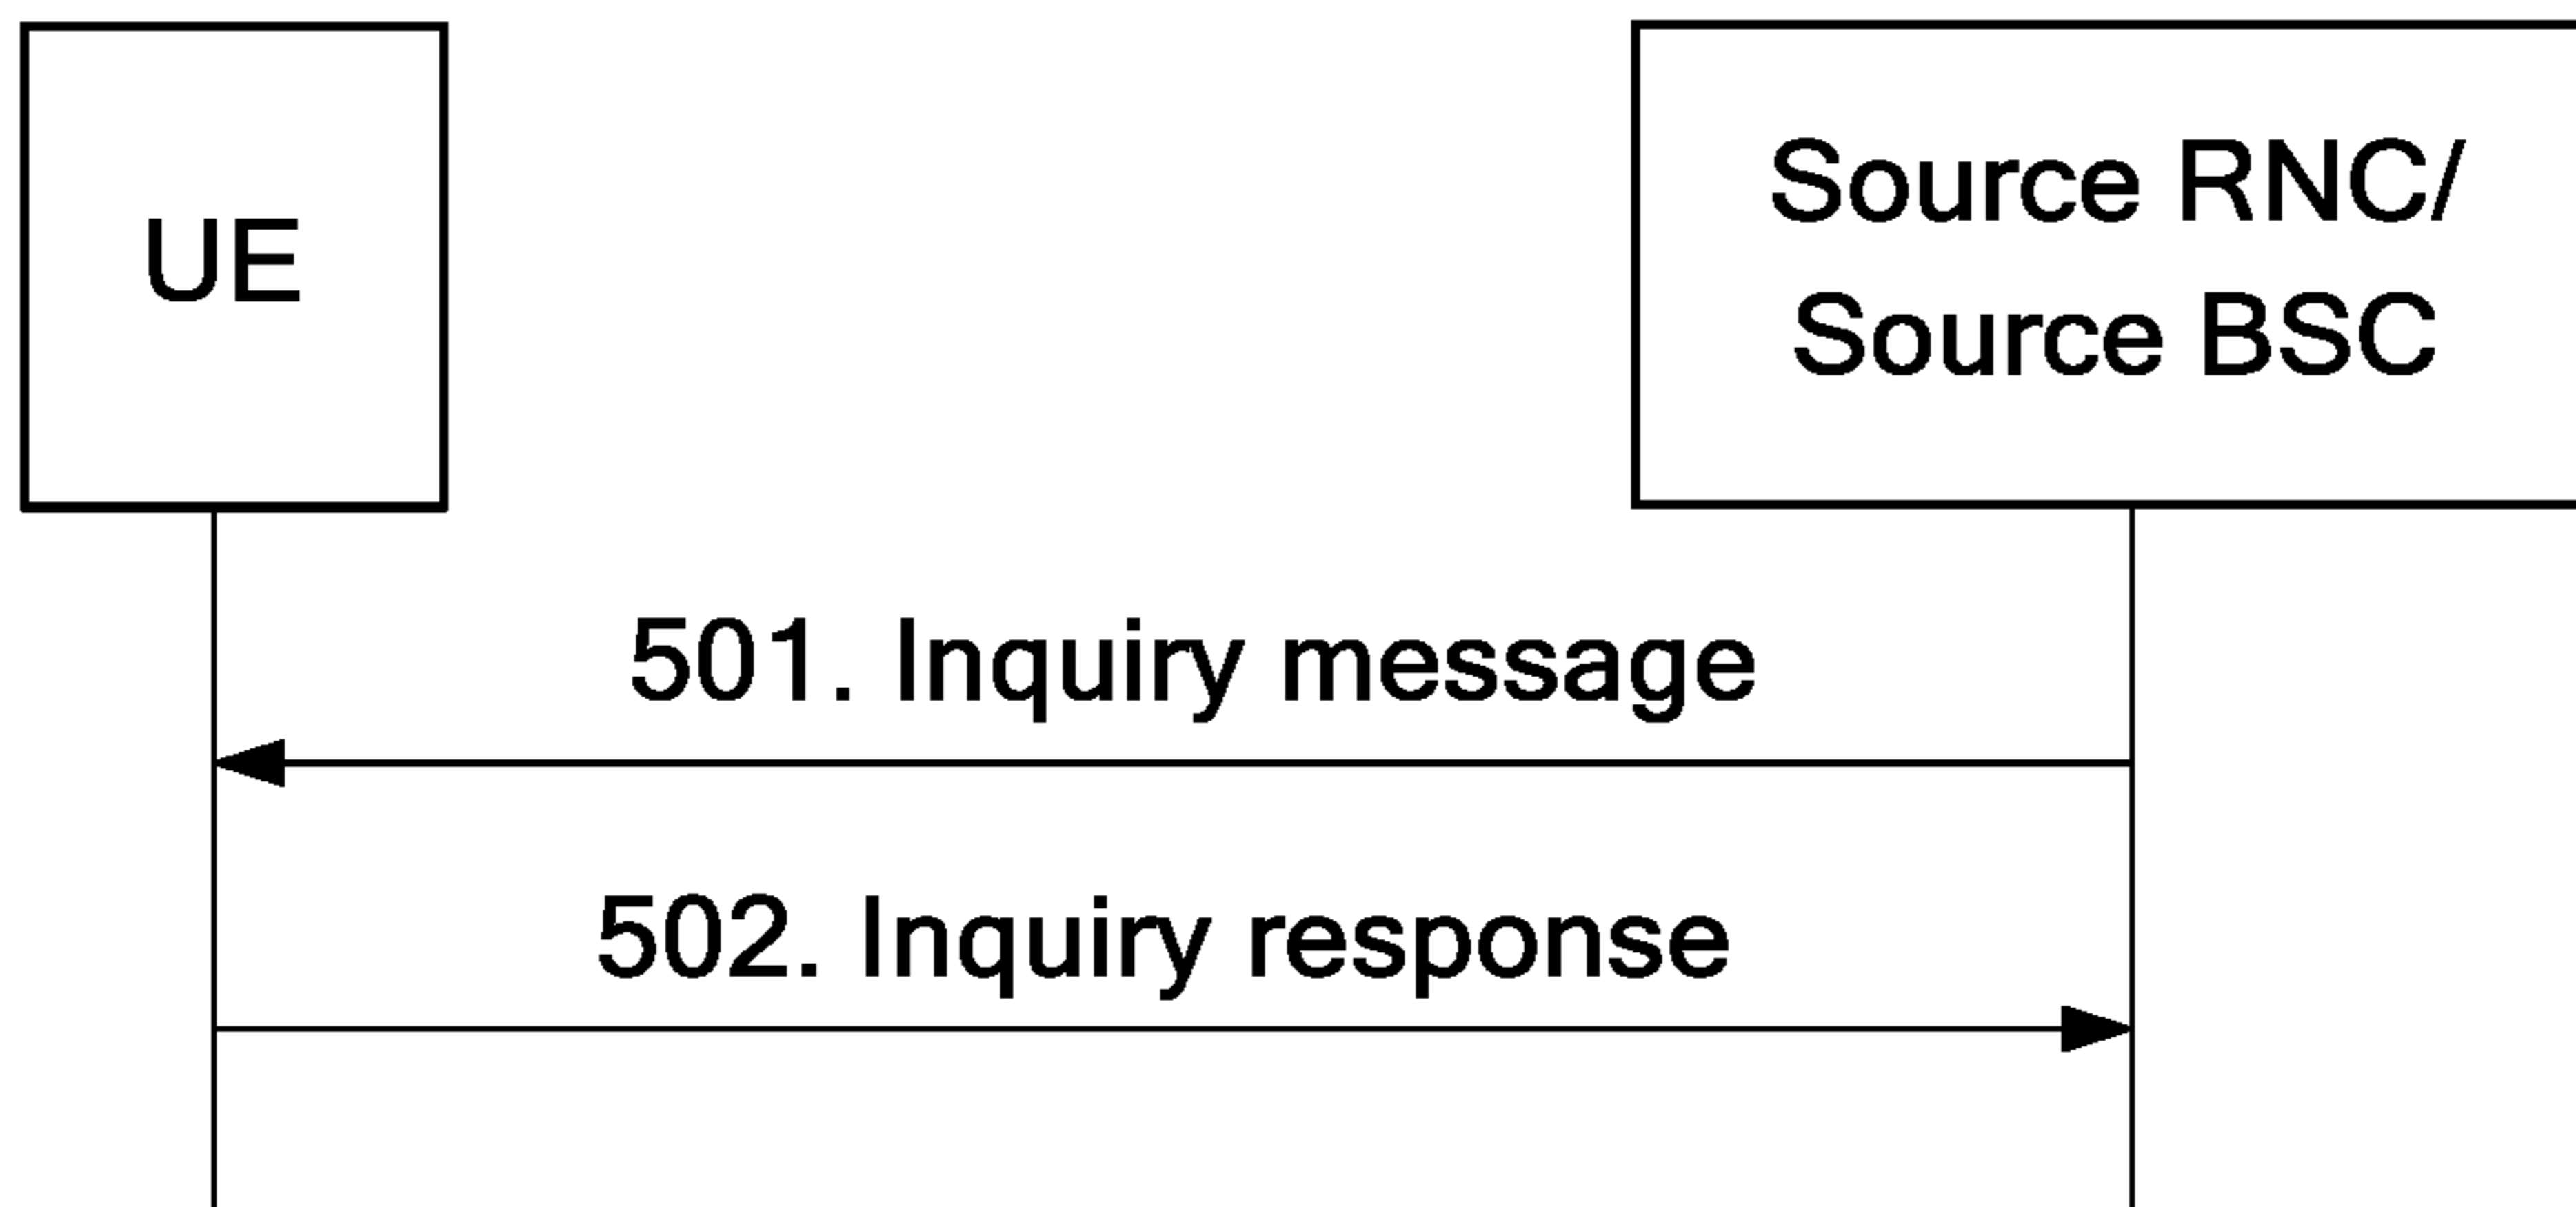 UE
Source RNC/
Source BSC
501. Inquiry message
502. Inquiry response